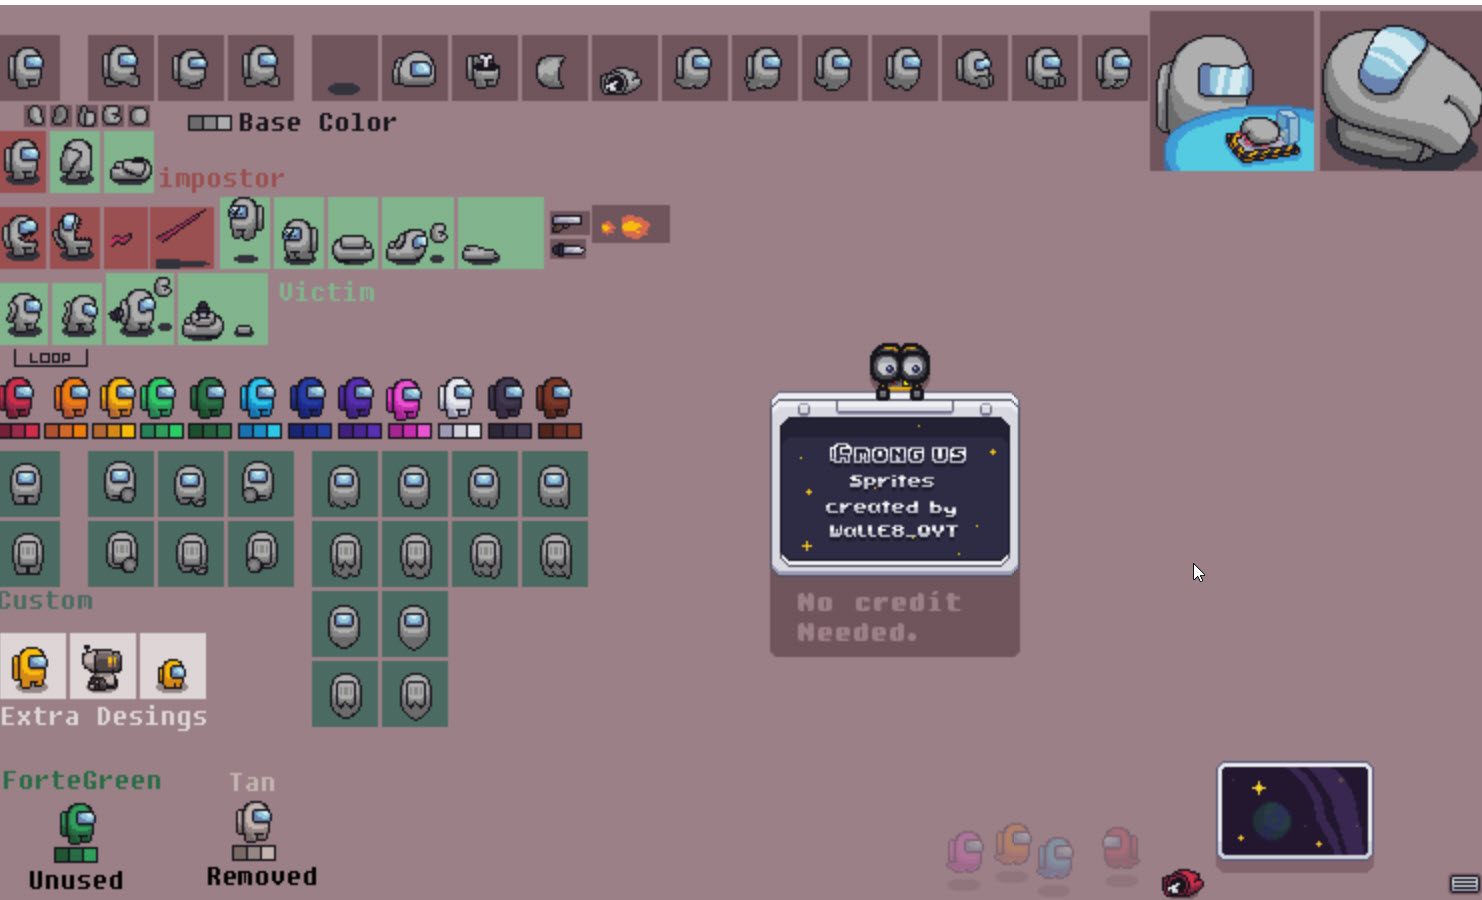 Base Color
impostor
Victim
LOOP
AMONG US
Sprites
created by
WallE8_OYT
No credit
Needed.
Custom
Extra Desings
ForteGreen
Tan
Unused
Removed